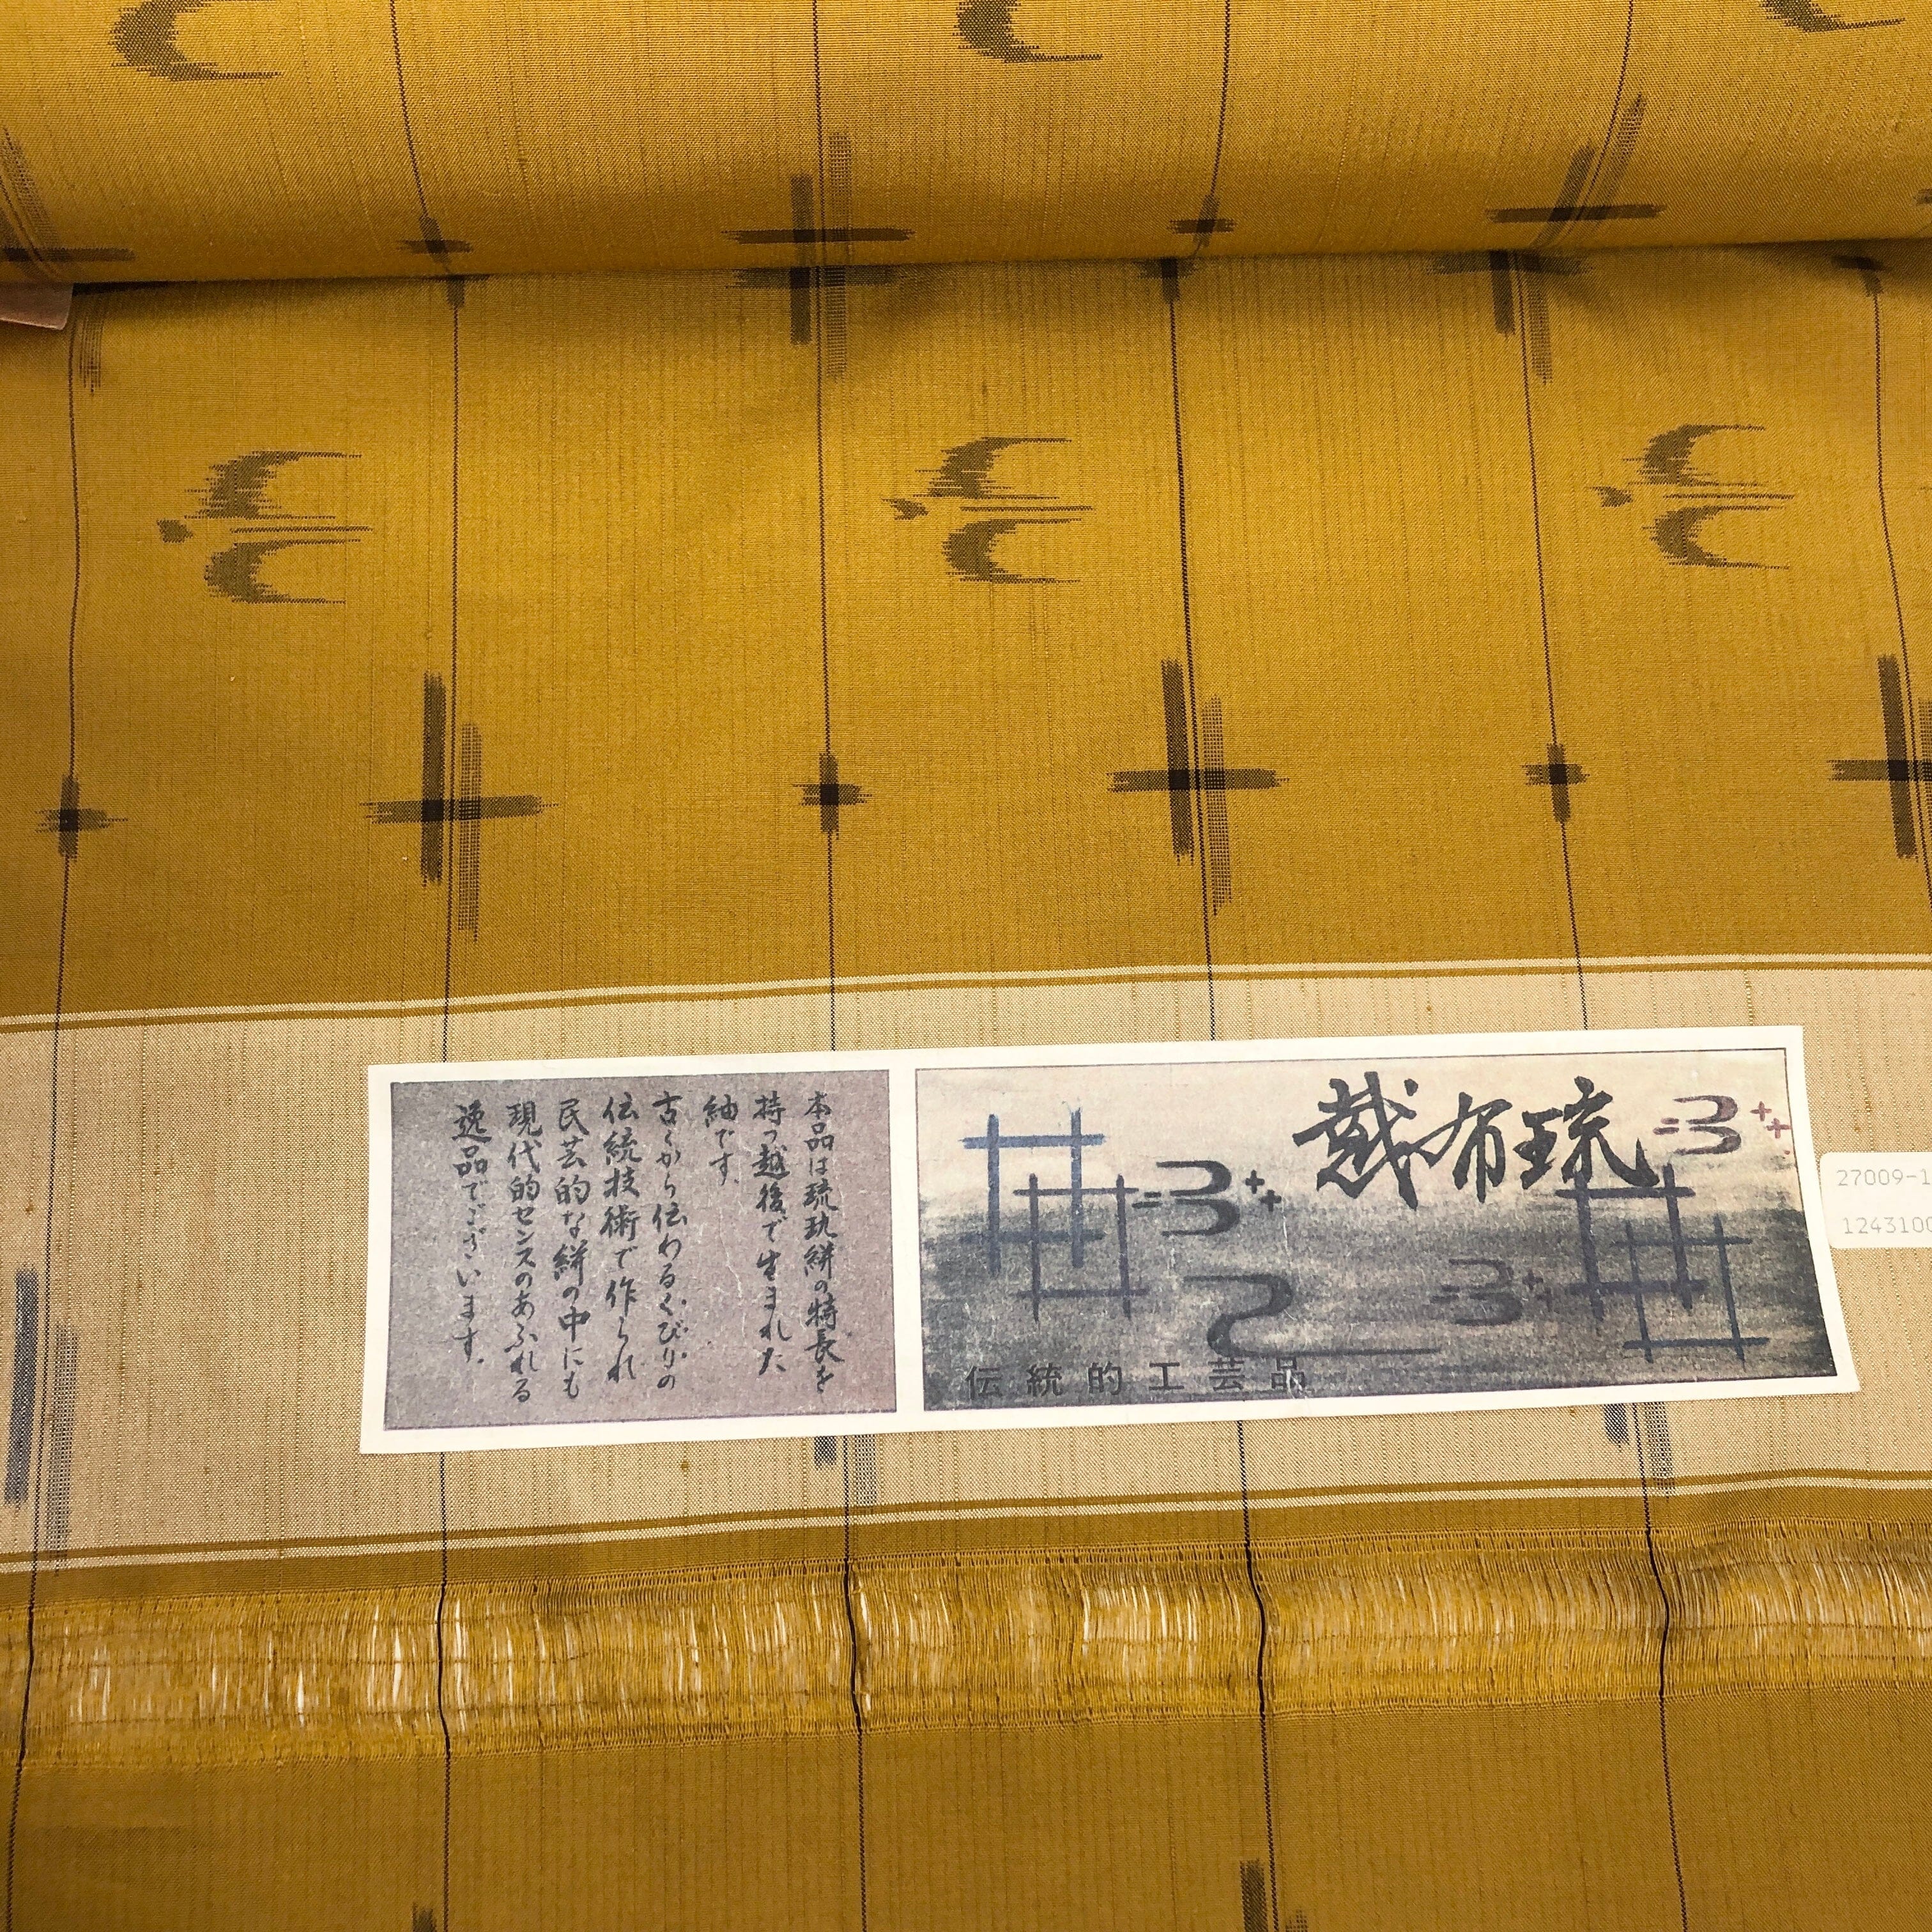 琉布戯
伝統的工芸品
本品は琉球絣の特長を
持つ越後で生まれた
紬です。
古くから伝わるくびりの
伝統技術で作られ
民芸的な絣の中にも
現代的センスのあふれる
逸品でございます。
27009-1
124310